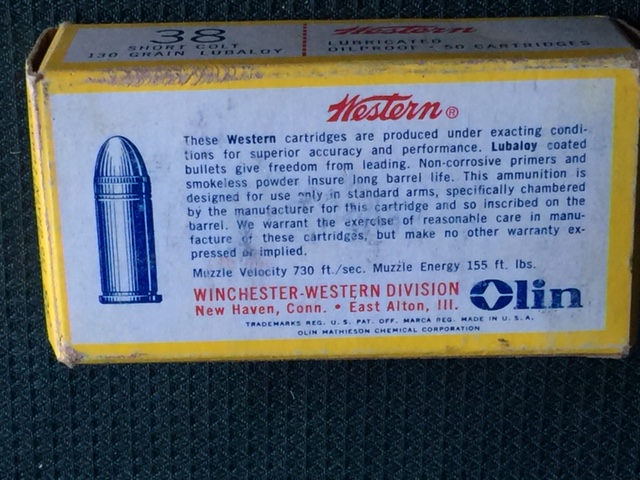 38
SHORT COLT
130 GRAIN LUBALOY
Western
LUBRICATED
OILPROOF • 50 CARTRIDGES
Western ®
These Western cartridges are produced under exacting condi-
tions for superior accuracy and performance. Lubaloy coated
bullets give freedom from leading. Non-corrosive primers and
smokeless powder insure long barrel life. This ammunition is
designed for use only in standard arms, specifically chambered
by the manufacturer for this cartridge and so inscribed on the
barrel. We warrant the exercise of reasonable care in manu-
facture of these cartridges, but make no other warranty ex-
pressed or implied.
Muzzle Velocity 730 ft./sec. Muzzle Energy 155 ft. lbs.
WINCHESTER-WESTERN DIVISION
New Haven, Conn. • East Alton, Ill.
Olin
TRADEMARKS REG. U. S. PAT. OFF. MARCA REG. MADE IN U. S. A.
OLIN MATHIESON CHEMICAL CORPORATION